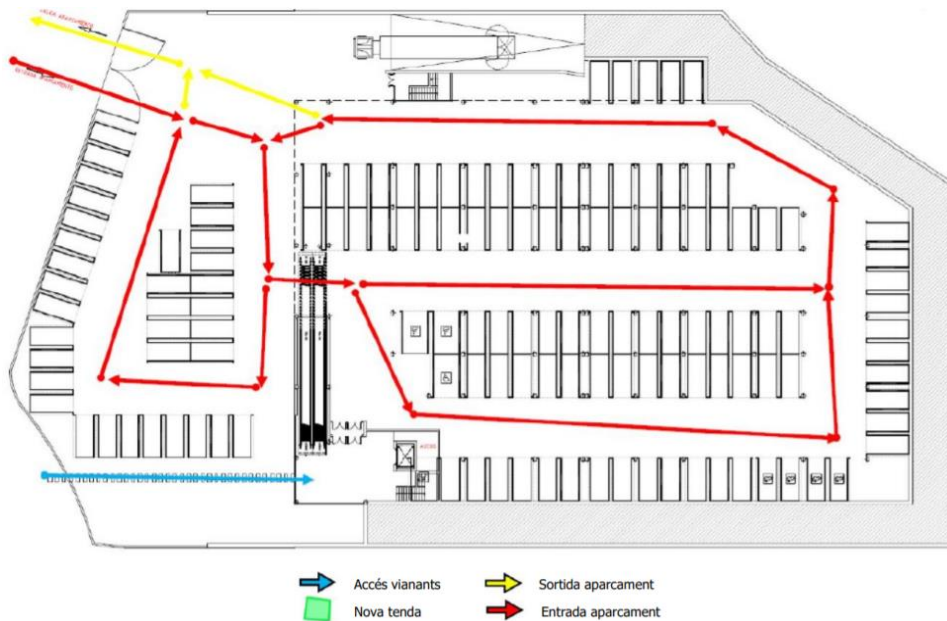 Accés vianants
Sortida aparcament
Nova tenda
Entrada aparcament